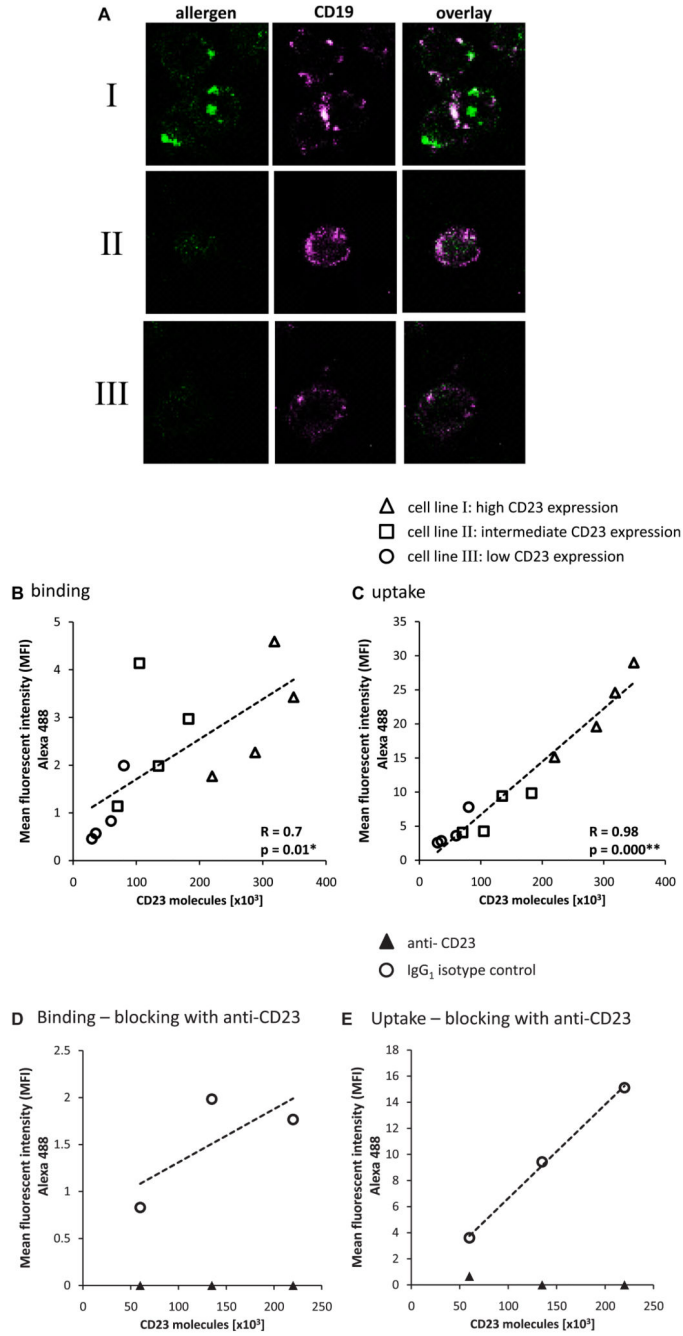 A
allergen CD19 overlay
I
II
III
cell line I: high CD23 expression
cell line II: intermediate CD23 expression
cell line III: low CD23 expression
B binding
Mean fluorescent intensity (MFI)
Alexa 488
5
4
3
2
1
0
0 100 200 300 400
CD23 molecules [x10³]
R = 0.7
p = 0.01*
C uptake
Mean fluorescent intensity (MFI)
Alexa 488
35
30
25
20
15
10
5
0
0 100 200 300 400
CD23 molecules [x10³]
R = 0.98
p = 0.000**
anti- CD23
IgG₁ isotype control
D Binding – blocking with anti-CD23
Mean fluorescent intensity (MFI)
Alexa 488
2.5
2
1.5
1
0.5
0
0 50 100 150 200 250
CD23 molecules [x10³]
E Uptake – blocking with anti-CD23
Mean fluorescent intensity (MFI)
Alexa 488
18
16
14
12
10
8
6
4
2
0
0 50 100 150 200 250
CD23 molecules [x10³]